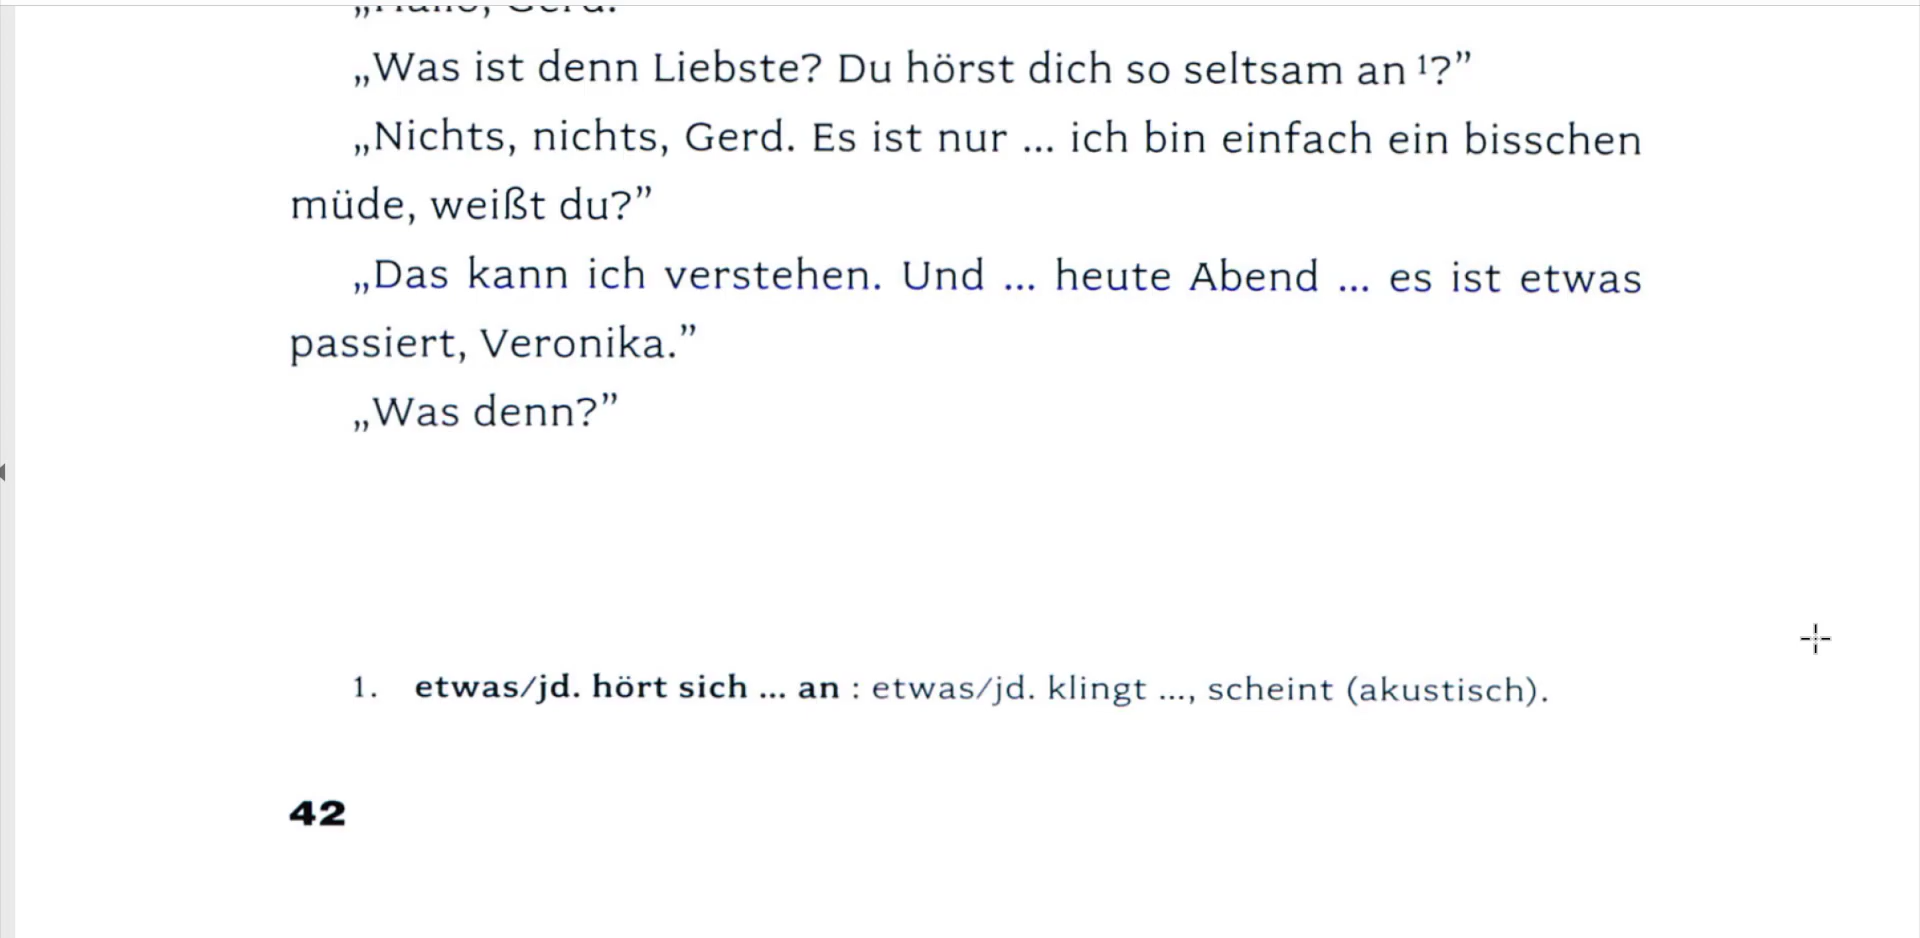 „Hallo, Gerd.
„Was ist denn Liebste? Du hörst dich so seltsam an ¹?”
„Nichts, nichts, Gerd. Es ist nur ... ich bin einfach ein bisschen
müde, weißt du?”
„Das kann ich verstehen. Und ... heute Abend ... es ist etwas
passiert, Veronika.”
„Was denn?”
1. etwas/jd. hört sich ... an : etwas/jd. klingt ..., scheint (akustisch).
42